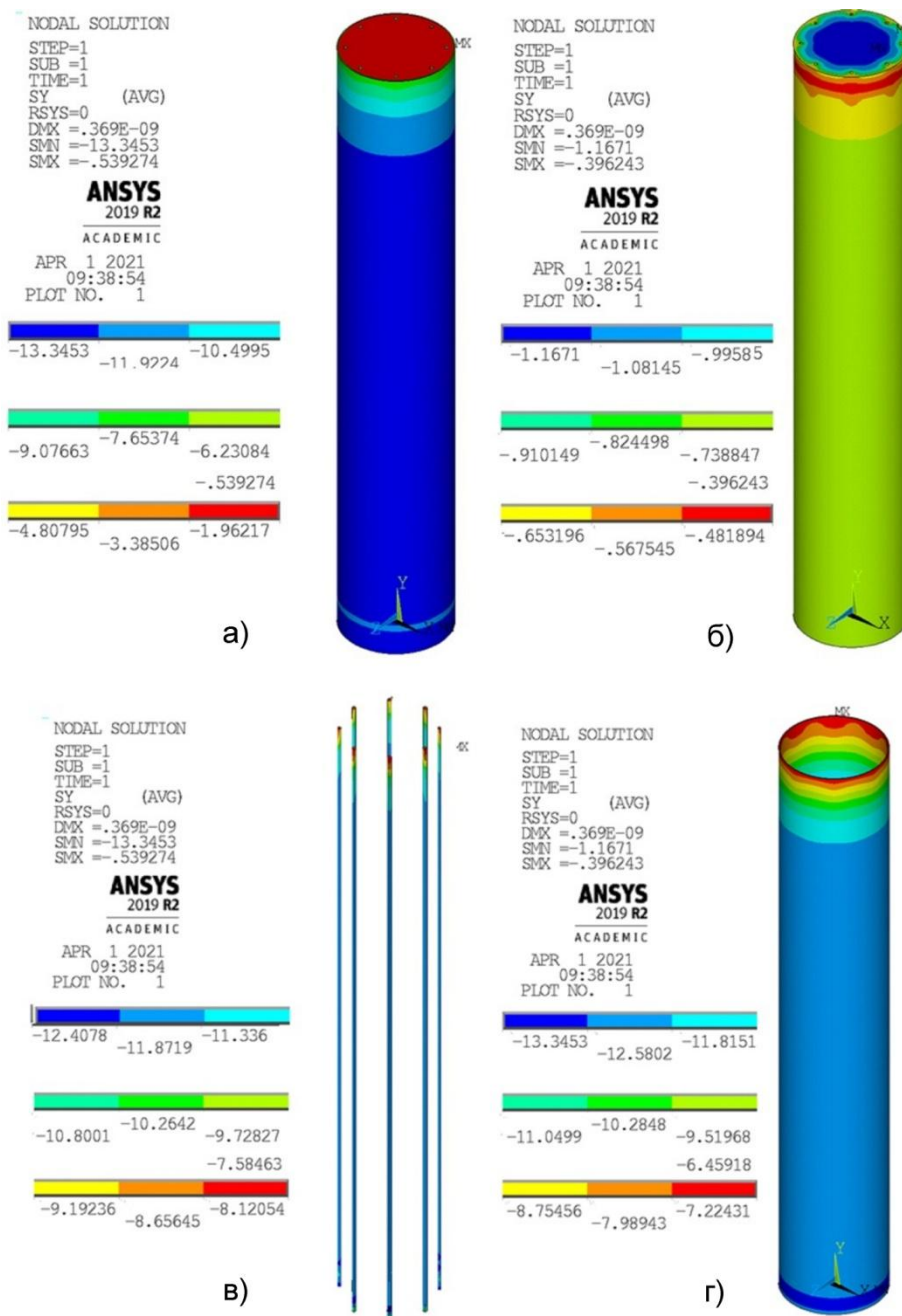 NODAL SOLUTION
STEP=1
SUB =1
TIME=1
SY (AVG)
RSYS=0
DMX =.369E-09
SMN =-13.3453
SMX =-.539274
ANSYS
2019 R2
ACADEMIC
APR 1 2021
09:38:54
PLOT NO. 1
-13.3453 -10.4995
-11.9224
-7.65374
-9.07663 -6.23084
-.539274
-4.80795 -1.96217
-3.38506
MX
Y
Z
а)
NODAL SOLUTION
STEP=1
SUB =1
TIME=1
SY (AVG)
RSYS=0
DMX =.369E-09
SMN =-1.1671
SMX =-.396243
ANSYS
2019 R2
ACADEMIC
APR 1 2021
09:38:54
PLOT NO. 1
-1.1671 -.99585
-1.08145
-.824498
-.910149 -.738847
-.396243
-.653196 -.481894
-.567545
Y
Z X
б)
NODAL SOLUTION
STEP=1
SUB =1
TIME=1
SY (AVG)
RSYS=0
DMX =.369E-09
SMN =-13.3453
SMX =-.539274
ANSYS
2019 R2
ACADEMIC
APR 1 2021
09:38:54
PLOT NO. 1
-12.4078 -11.336
-11.8719
-10.2642
-10.8001 -9.72827
-7.58463
-9.19236 -8.12054
-8.65645
в)
NODAL SOLUTION
STEP=1
SUB =1
TIME=1
SY (AVG)
RSYS=0
DMX =.369E-09
SMN =-1.1671
SMX =-.396243
ANSYS
2019 R2
ACADEMIC
APR 1 2021
09:38:54
PLOT NO. 1
-13.3453 -11.8151
-12.5802
-10.2848
-11.0499 -9.51968
-6.45918
-8.75456 -7.22431
-7.98943
MX
Y
г)